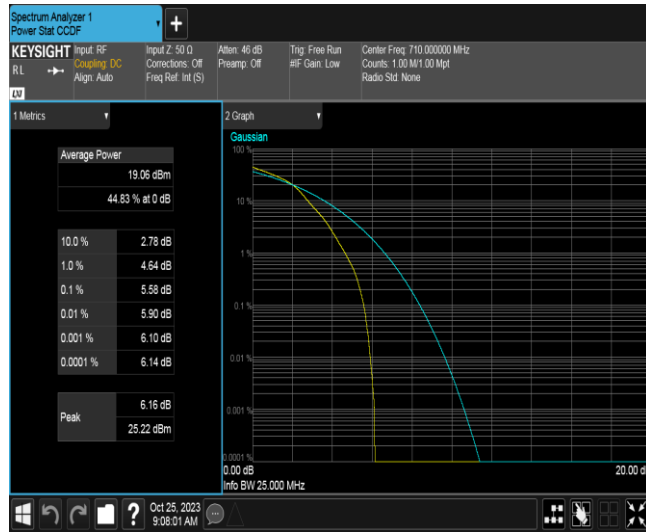 Spectrum Analyzer 1
Power Stat CCDF
+
KEYSIGHT
RL
LXI
Input: RF
Coupling: DC
Align: Auto
Input Z: 50 Ω
Corrections: Off
Freq Ref: Int (S)
Atten: 46 dB
Preamp: Off
Trig: Free Run
#IF Gain: Low
Center Freq: 710.000000 MHz
Counts: 1.00 M/1.00 Mpt
Radio Std: None
1 Metrics
Average Power
19.06 dBm
44.83 % at 0 dB
10.0 % 2.78 dB
1.0 % 4.64 dB
0.1 % 5.58 dB
0.01 % 5.90 dB
0.001 % 6.10 dB
0.0001 % 6.14 dB
Peak
6.16 dB
25.22 dBm
2 Graph
Gaussian
100 %
10 %
1 %
0.1 %
0.01 %
0.001 %
0.0001 %
0.00 dB
20.00 d
Info BW 25.000 MHz
?
Oct 25, 2023
9:08:01 AM